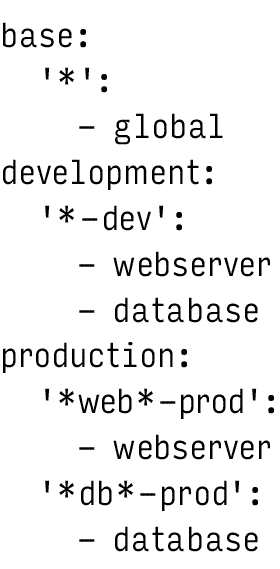 base:
  '*':
    - global
development:
  '*-dev':
    - webserver
    - database
production:
  '*web*-prod':
    - webserver
  '*db*-prod':
    - database